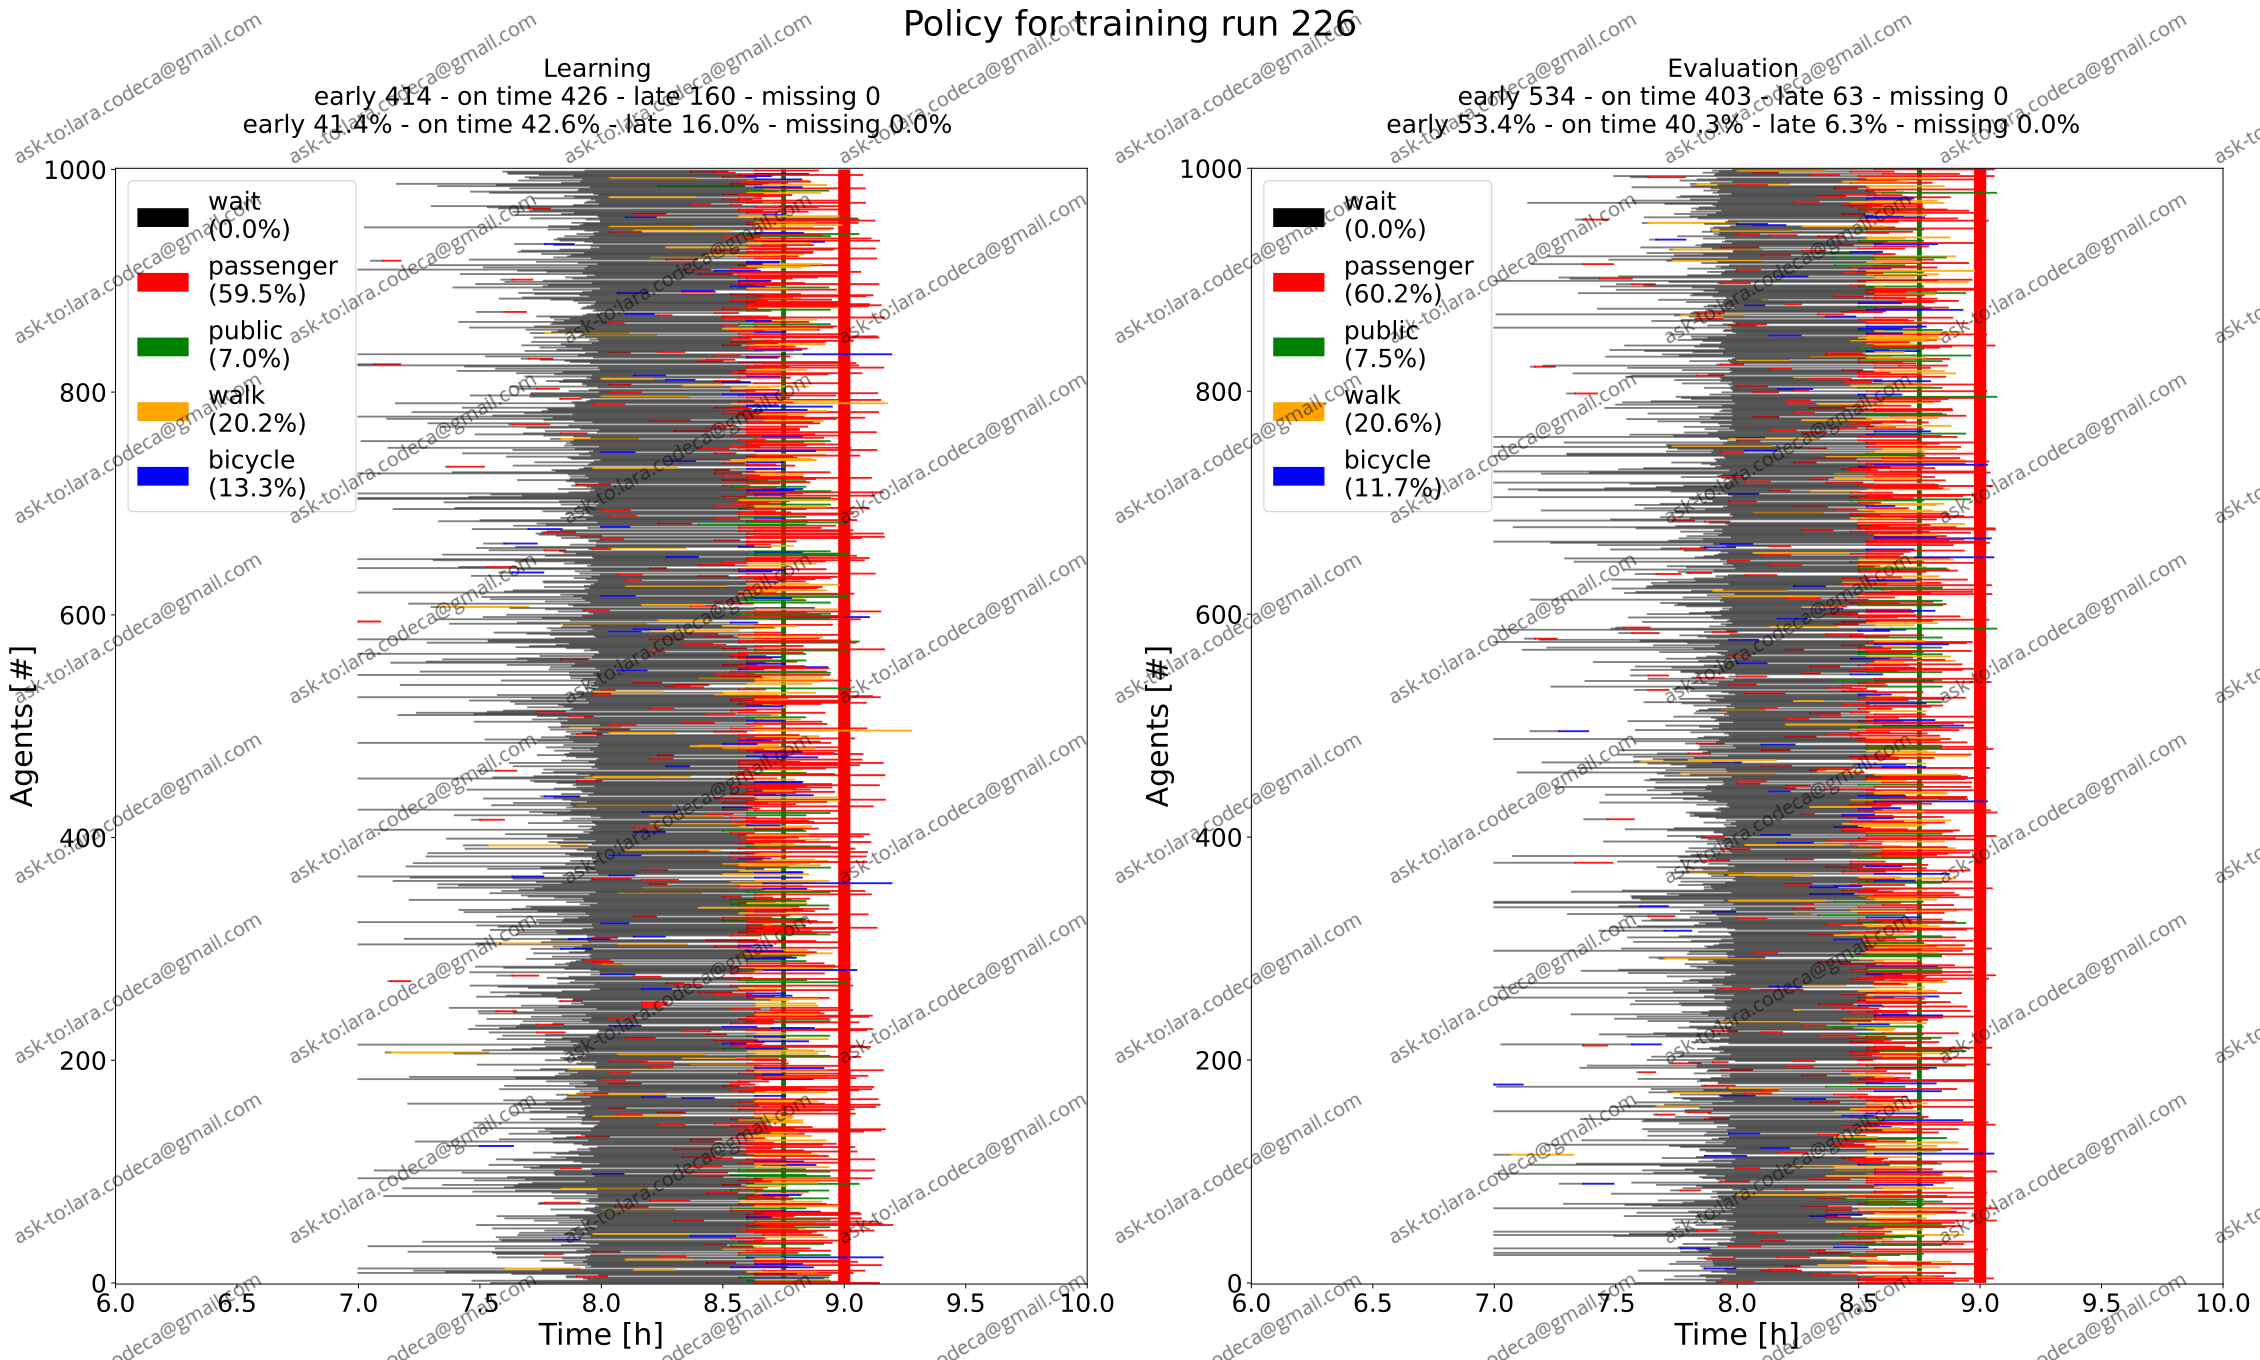 Policy for training run 226
Learning
early 414 - on time 426 - late 160 - missing 0
early 41.4% - on time 42.6% - late 16.0% - missing 0.0%
1000
800
600
400
200
0
Agents [#]
wait
(0.0%)
passenger
(59.5%)
public
(7.0%)
walk
(20.2%)
bicycle
(13.3%)
6.0 6.5 7.0 7.5 8.0 8.5 9.0 9.5 10.0
Time [h]
Evaluation
early 534 - on time 403 - late 63 - missing 0
early 53.4% - on time 40.3% - late 6.3% - missing 0.0%
1000
800
600
400
200
0
Agents [#]
wait
(0.0%)
passenger
(60.2%)
public
(7.5%)
walk
(20.6%)
bicycle
(11.7%)
6.0 6.5 7.0 7.5 8.0 8.5 9.0 9.5 10.0
Time [h]
ask-to:lara.codeca@gmail.com